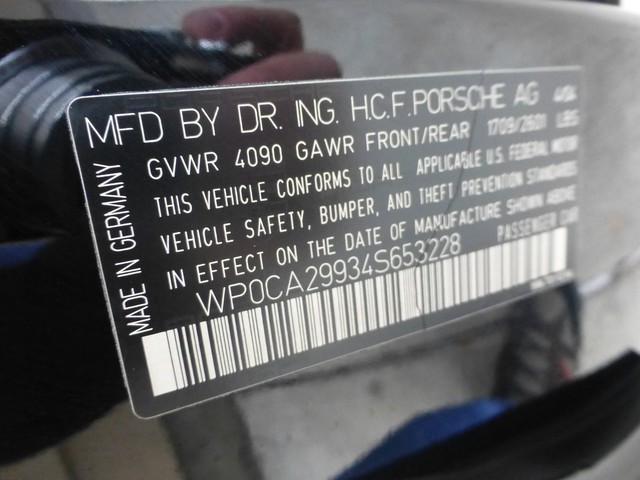 MFD BY DR. ING. H.C.F. PORSCHE AG 4/04
GVWR 4090 GAWR FRONT/REAR 1709/2601 LBS
THIS VEHICLE CONFORMS TO ALL APPLICABLE U.S. FEDERAL MOTOR
VEHICLE SAFETY, BUMPER, AND THEFT PREVENTION STANDARDS
IN EFFECT ON THE DATE OF MANUFACTURE SHOWN ABOVE
WP0CA29934S653228 PASSENGER CAR
MADE IN GERMANY